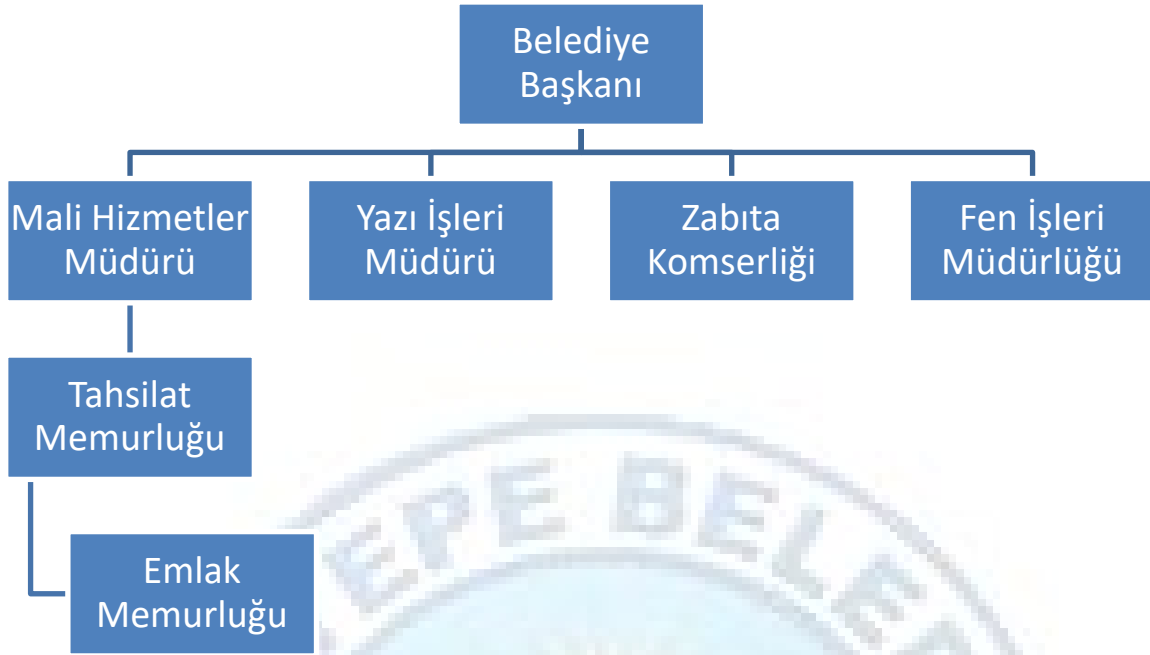 Belediye
Başkanı
Mali Hizmetler
Müdürü
Yazı İşleri
Müdürü
Zabıta
Komserliği
Fen İşleri
Müdürlüğü
Tahsilat
Memurluğu
Emlak
Memurluğu